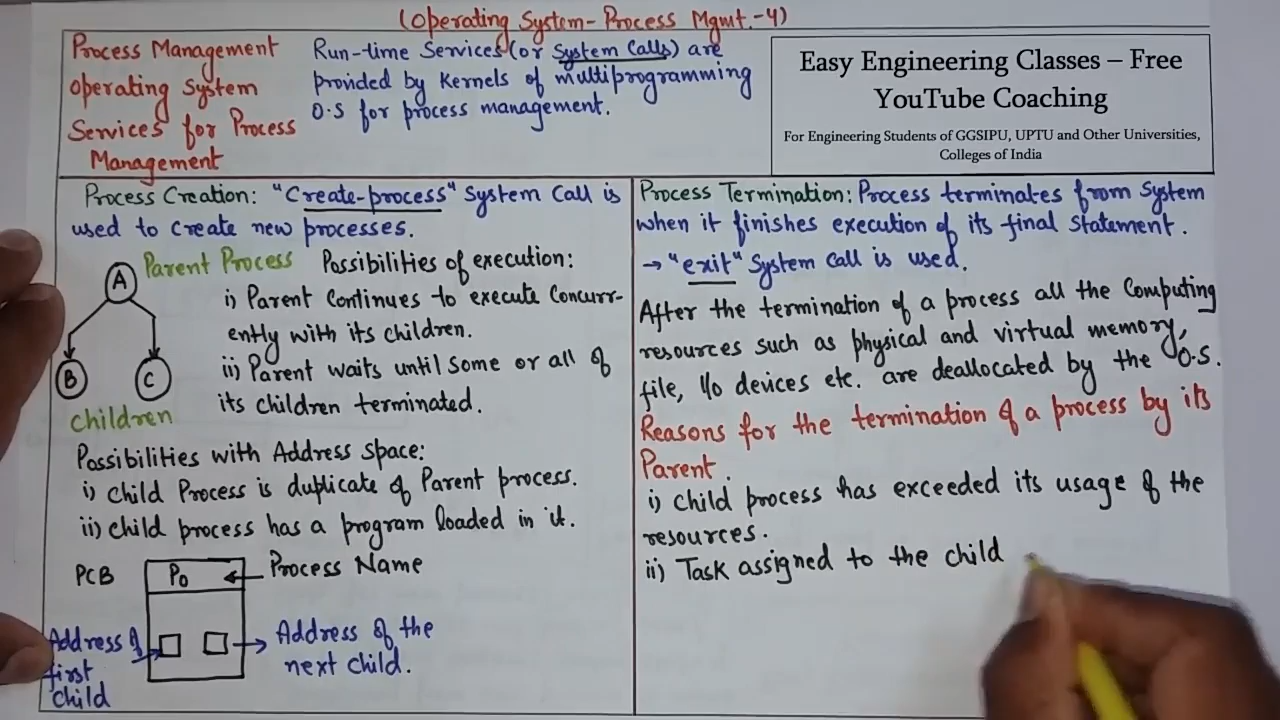 (Operating System- Process Mgmt.-4)
Process Management
Operating System
Services for Process
Management
Run-time Services (or System Calls) are
provided by Kernels of multiprogramming
O.S for process management.
Easy Engineering Classes – Free
YouTube Coaching
For Engineering Students of GGSIPU, UPTU and Other Universities,
Colleges of India
Process Creation: "Create-process" System Call is
used to create new processes.
A
Parent Process
B
C
Children
Possibilities of execution:
i) Parent continues to execute Concurr-
ently with its children.
ii) Parent waits until some or all of
its children terminated.
Possibilities with Address Space:
i) Child Process is duplicate of Parent process.
ii) Child process has a program loaded in it.
PCB
P0
Process Name
Address of
first
child
Address of the
next child.
Process Termination: Process terminates from System
when it finishes execution of its final statement.
→ "exit" System call is used.
After the termination of a process all the Computing
resources such as physical and virtual memory,
file, I/o devices etc. are deallocated by the O.S.
Reasons for the termination of a process by its
Parent.
i) Child process has exceeded its usage of the
resources.
ii) Task assigned to the child